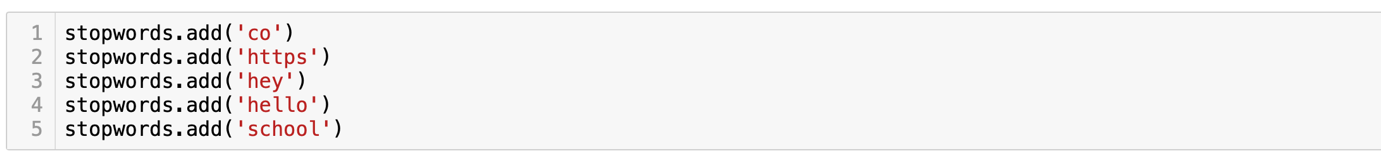 1 stopwords.add('co')
2 stopwords.add('https')
3 stopwords.add('hey')
4 stopwords.add('hello')
5 stopwords.add('school')